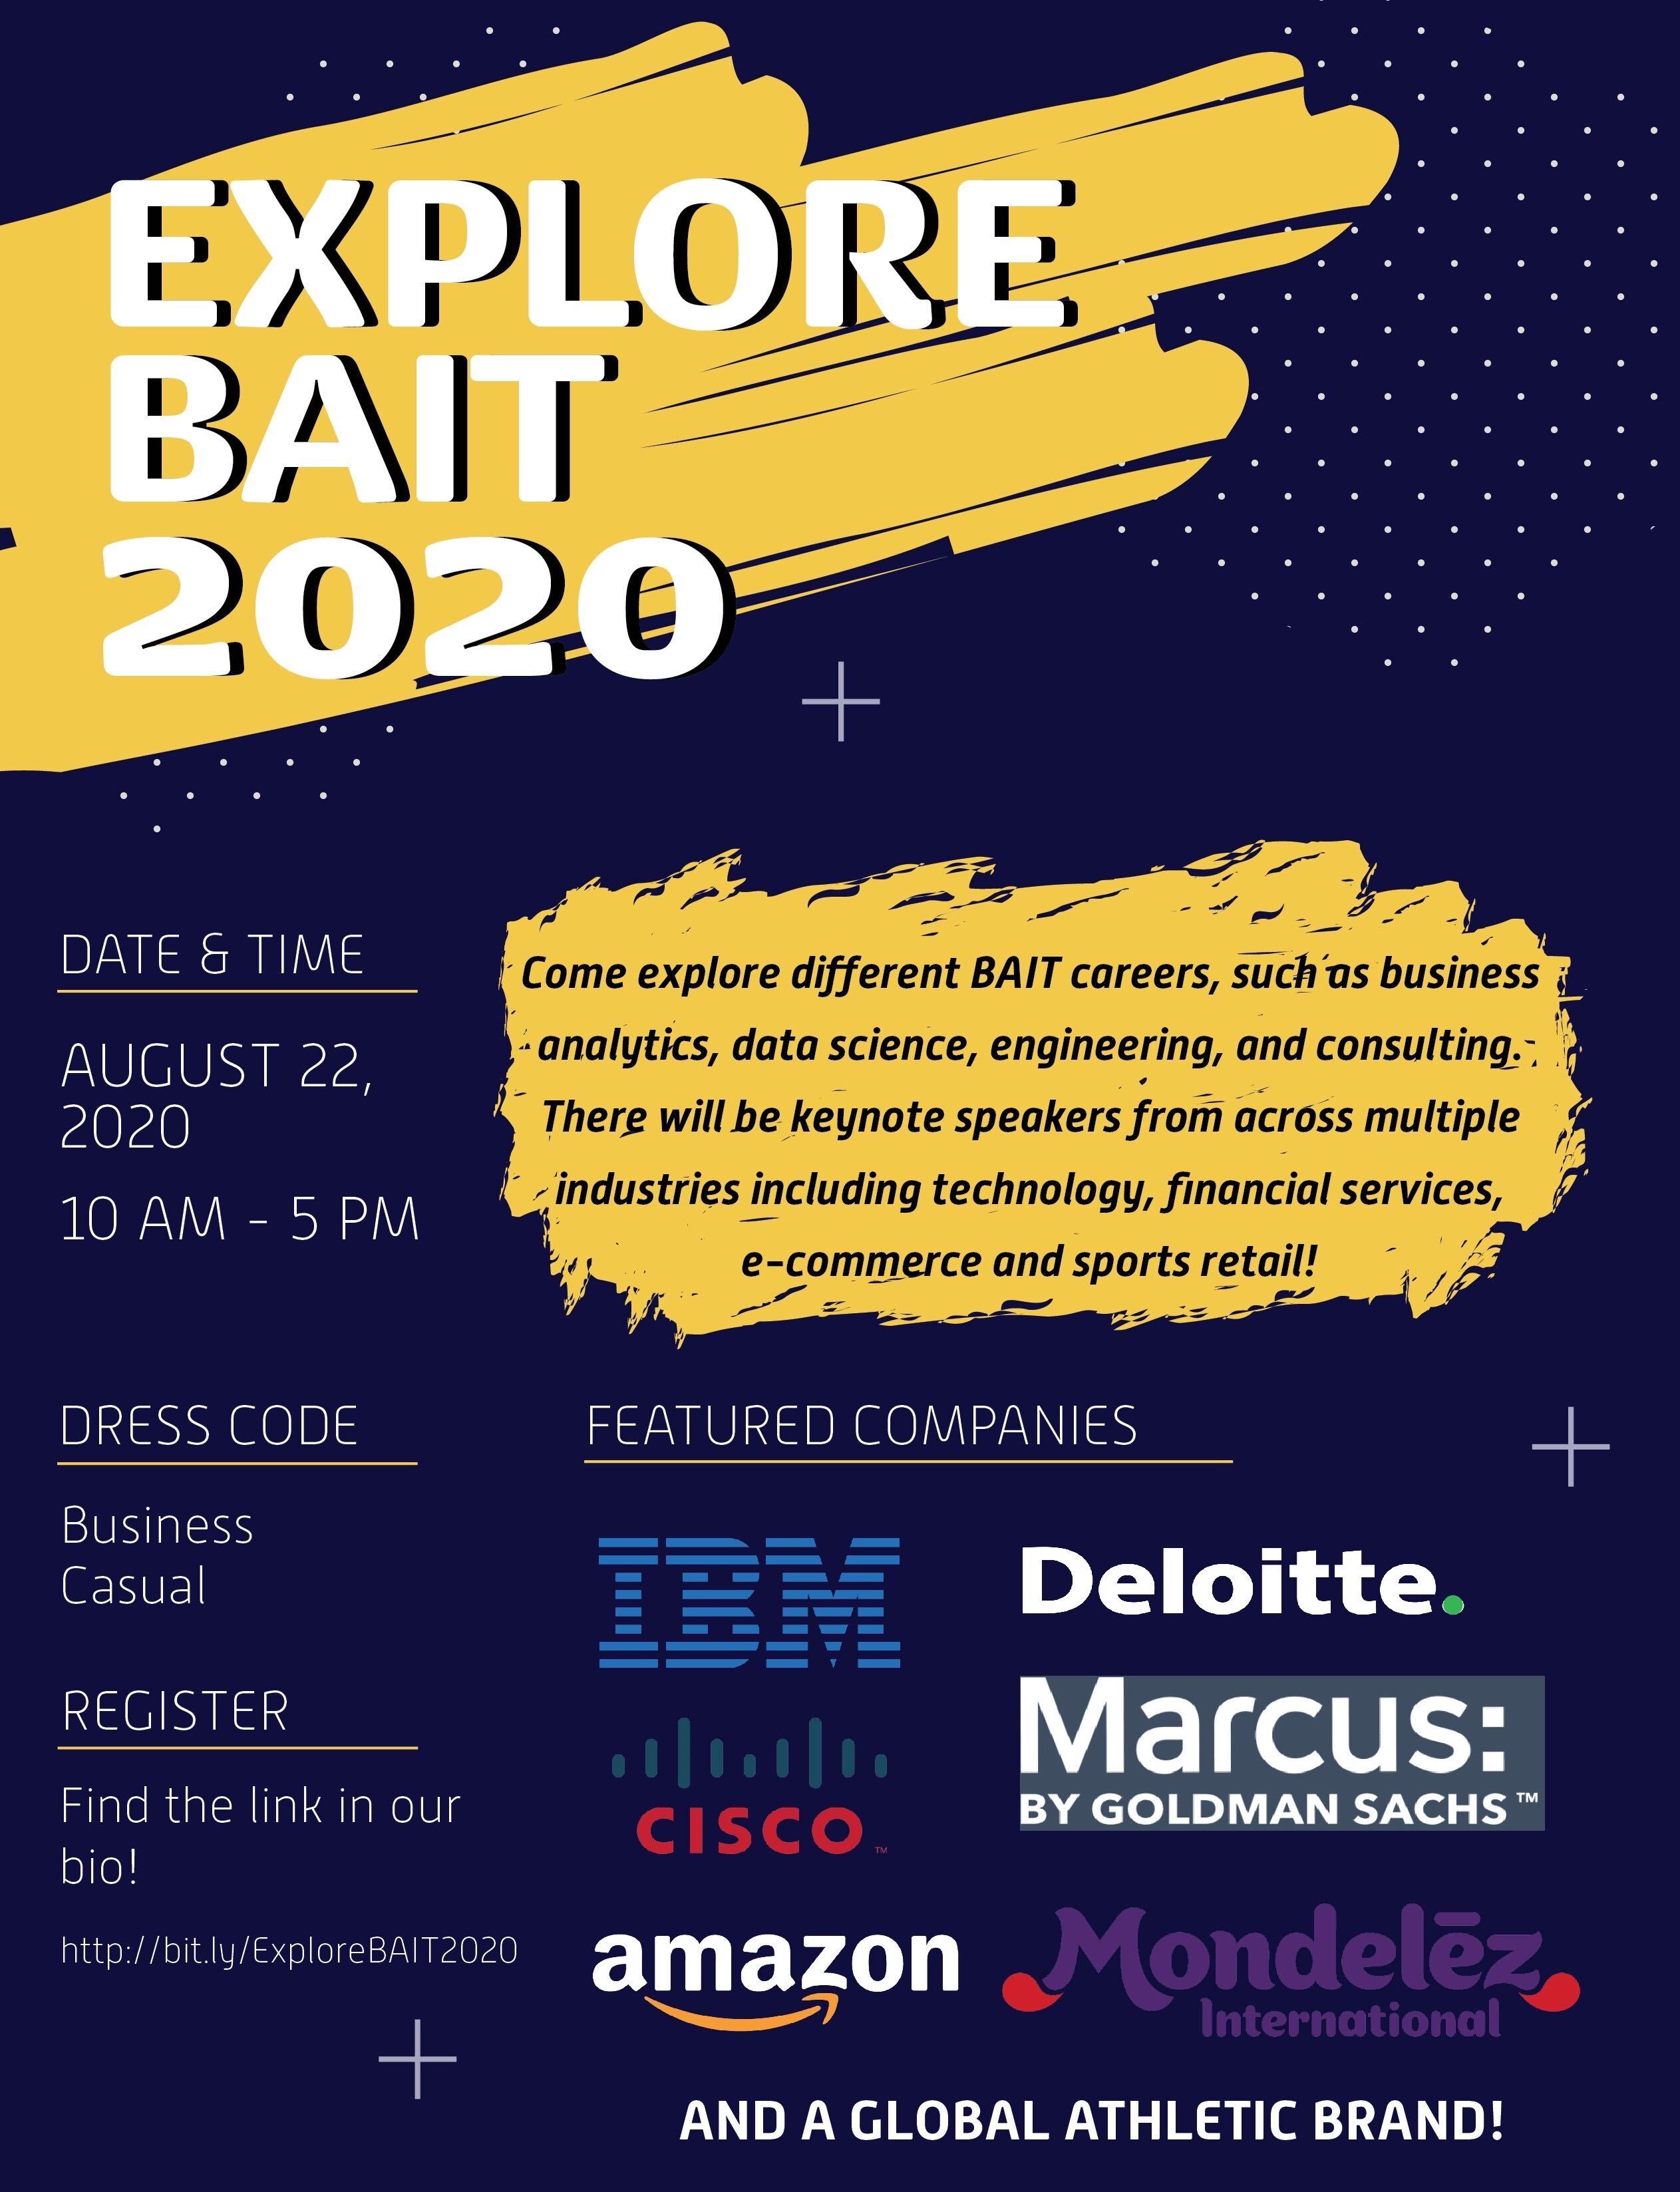 EXPLORE
BAIT
2020
DATE & TIME
AUGUST 22,
2020
10 AM - 5 PM
Come explore different BAIT careers, such as business
analytics, data science, engineering, and consulting.
There will be keynote speakers from across multiple
industries including technology, financial services,
e-commerce and sports retail!
DRESS CODE
Business
Casual
REGISTER
Find the link in our
bio!
http://bit.ly/ExploreBAIT2020
FEATURED COMPANIES
IBM
Deloitte.
CISCO™
Marcus:
BY GOLDMAN SACHS™
amazon
Mondelēz
International
AND A GLOBAL ATHLETIC BRAND!